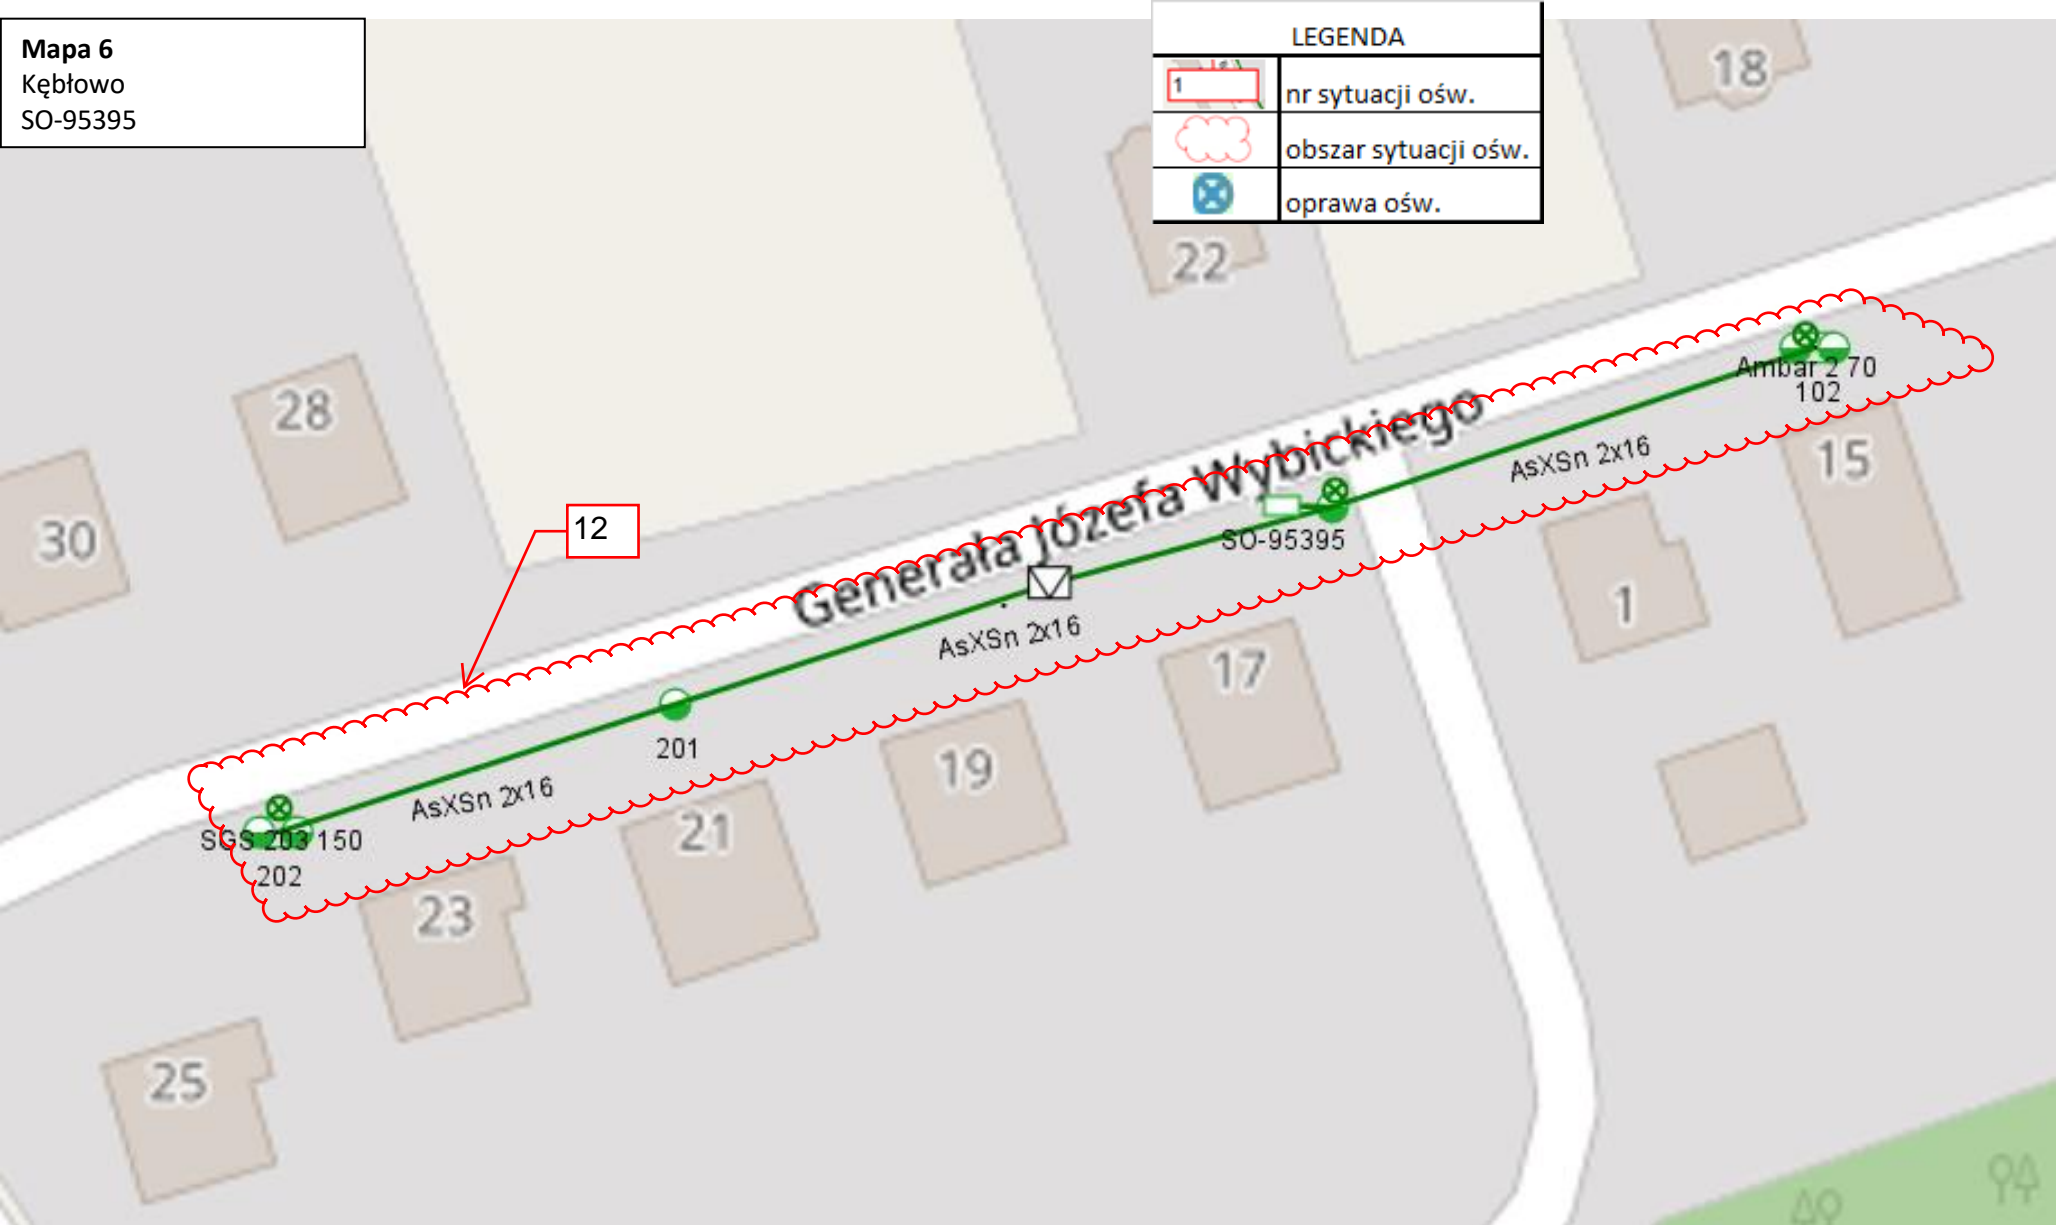 Mapa 6
Kębłowo
SO-95395
LEGENDA
1
nr sytuacji ośw.
obszar sytuacji ośw.
oprawa ośw.
18
22
28
30
12
Generała Józefa Wybickiego
Ambar 2 70
102
AsXSn 2x16
15
SO-95395
1
AsXSn 2x16
17
201
19
AsXSn 2x16
21
SGS 203 150
202
23
25